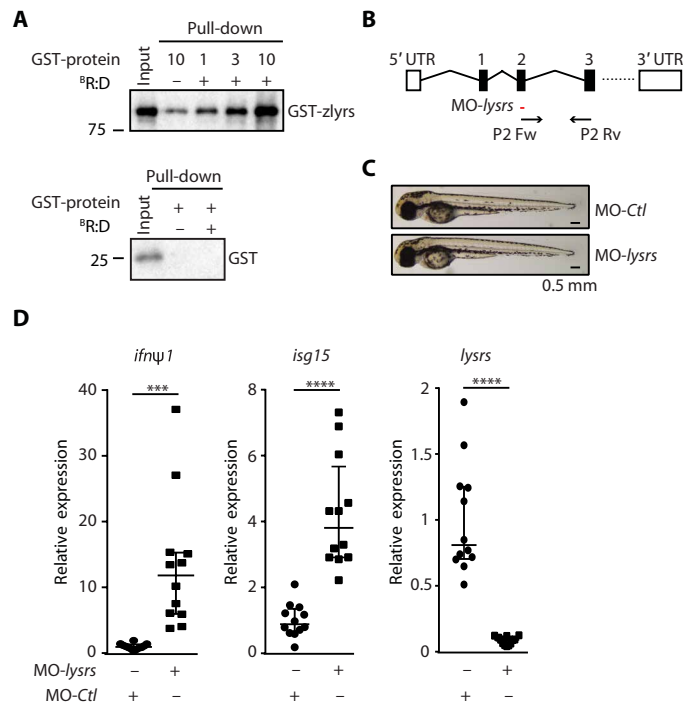 A
Pull-down
GST-protein Input 10 1 3 10
ᴮR:D – + + +
GST-zlyrs
75
Pull-down
GST-protein Input + +
ᴮR:D – +
25
GST
B
5′ UTR 1 2 3 3′ UTR
MO-lysrs
P2 Fw P2 Rv
C
MO-Ctl
MO-lysrs
0.5 mm
D
ifnψ1
***
Relative expression
40
30
20
10
0
isg15
****
Relative expression
8
6
4
2
0
lysrs
****
Relative expression
2
1.5
1
0.5
0
MO-lysrs – + – + – +
MO-Ctl + – + – + –